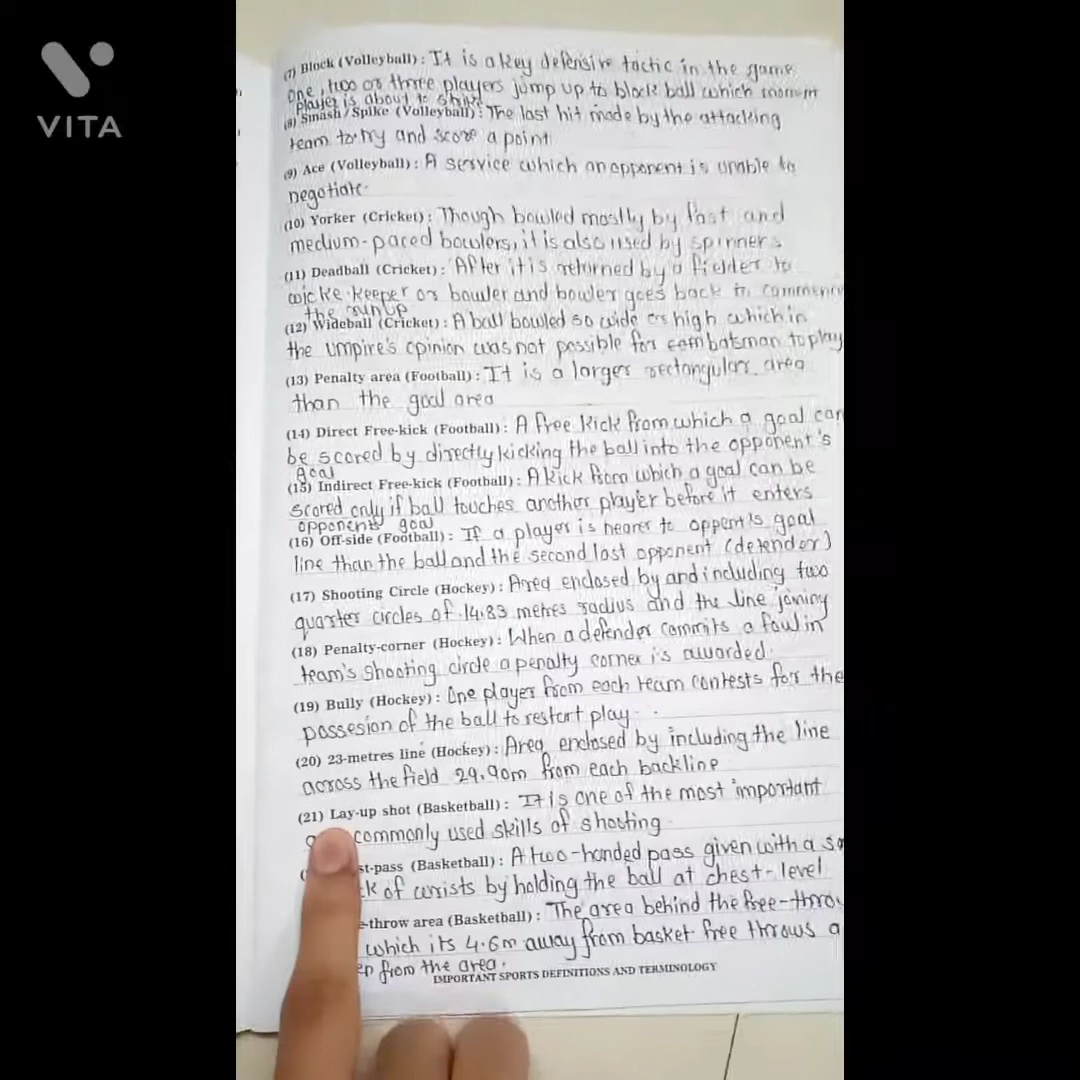 VITA
(7) Block (Volleyball) : It is a key defensive tactic in the game
one, two or three players jump up to block ball which
player is about to strike
(8) Smash/Spike (Volleyball) : The last hit made by the attacking
team to try and score a point
(9) Ace (Volleyball) : A service which an opponent is unable to
negotiate.
(10) Yorker (Cricket) : Though bowled mostly by fast and
medium-paced bowlers, it is also used by spinners
(11) Deadball (Cricket) : After it is returned by a fielder to
wicke-keeper or bowler and bowler goes back to
the runup
(12) Wideball (Cricket) : A ball bowled so wide or high which in
the umpire's opinion was not possible for batsman to play
(13) Penalty area (Football) : It is a larger rectangular area
than the goal area
(14) Direct Free-kick (Football) : A free kick from which a goal can
be scored by directly kicking the ball into the opponent's
goal
(15) Indirect Free-kick (Football) : A kick from which a goal can be
scored only if ball touches another player before it enters
opponents goal
(16) Off-side (Football) : If a player is nearer to oppent's goal
line than the ball and the second last opponent (defender)
(17) Shooting Circle (Hockey) : Area enclosed by and including two
quarter circles of 14.83 metres radius and the line joining
(18) Penalty-corner (Hockey) : When a defender commits a foul in
team's shooting circle a penalty corner is awarded.
(19) Bully (Hockey) : One player from each team contests for the
possesion of the ball to restart play.
(20) 23-metres line (Hockey) : Area enclosed by including the line
across the field 29.90m from each backline
(21) Lay-up shot (Basketball) : It is one of the most important
commonly used skills of shooting
st-pass (Basketball) : A two-handed pass given with a
of wrists by holding the ball at chest-level
-throw area (Basketball) : The area behind the free-thro
which its 4.6m away from basket free throws a
from the area.
IMPORTANT SPORTS DEFINITIONS AND TERMINOLOGY